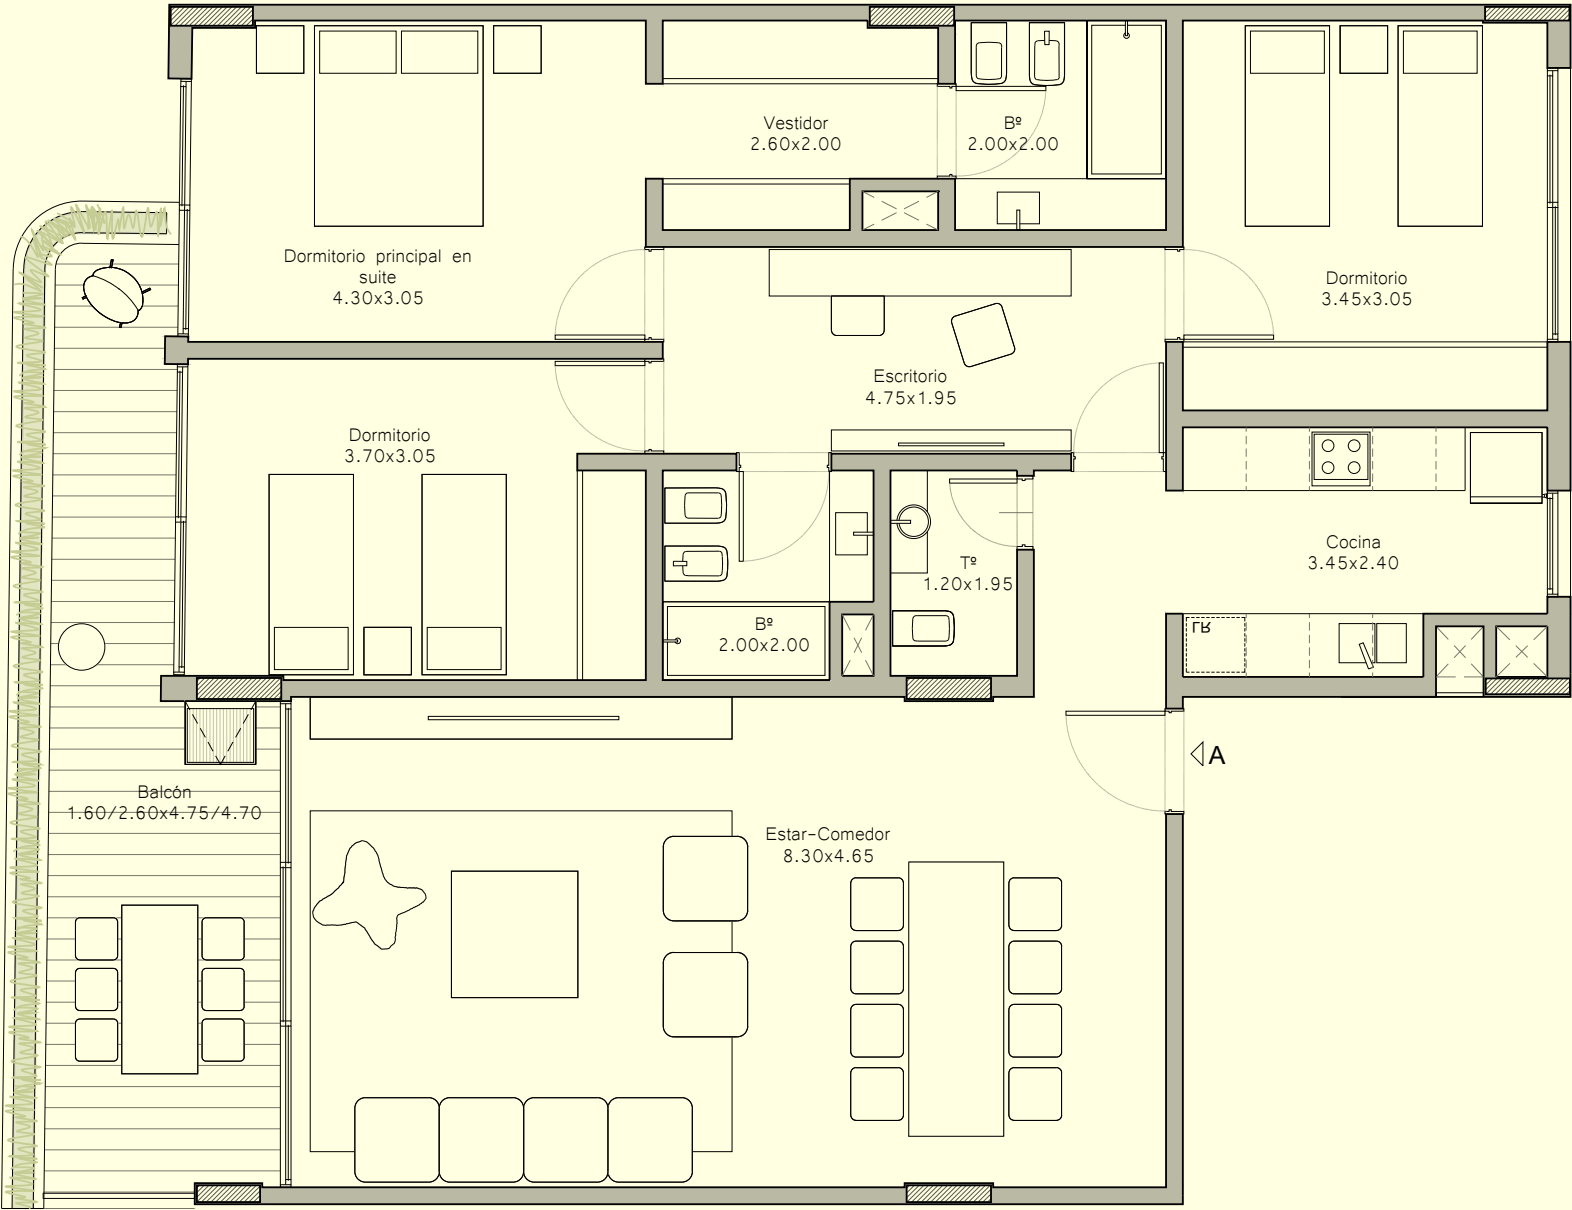 Vestidor
2.60x2.00
Bº
2.00x2.00
Dormitorio principal en
suite
4.30x3.05
Dormitorio
3.45x3.05
Escritorio
4.75x1.95
Dormitorio
3.70x3.05
Cocina
3.45x2.40
Tº
1.20x1.95
Bº
2.00x2.00
LR
A
Balcón
1.60/2.60x4.75/4.70
Estar-Comedor
8.30x4.65